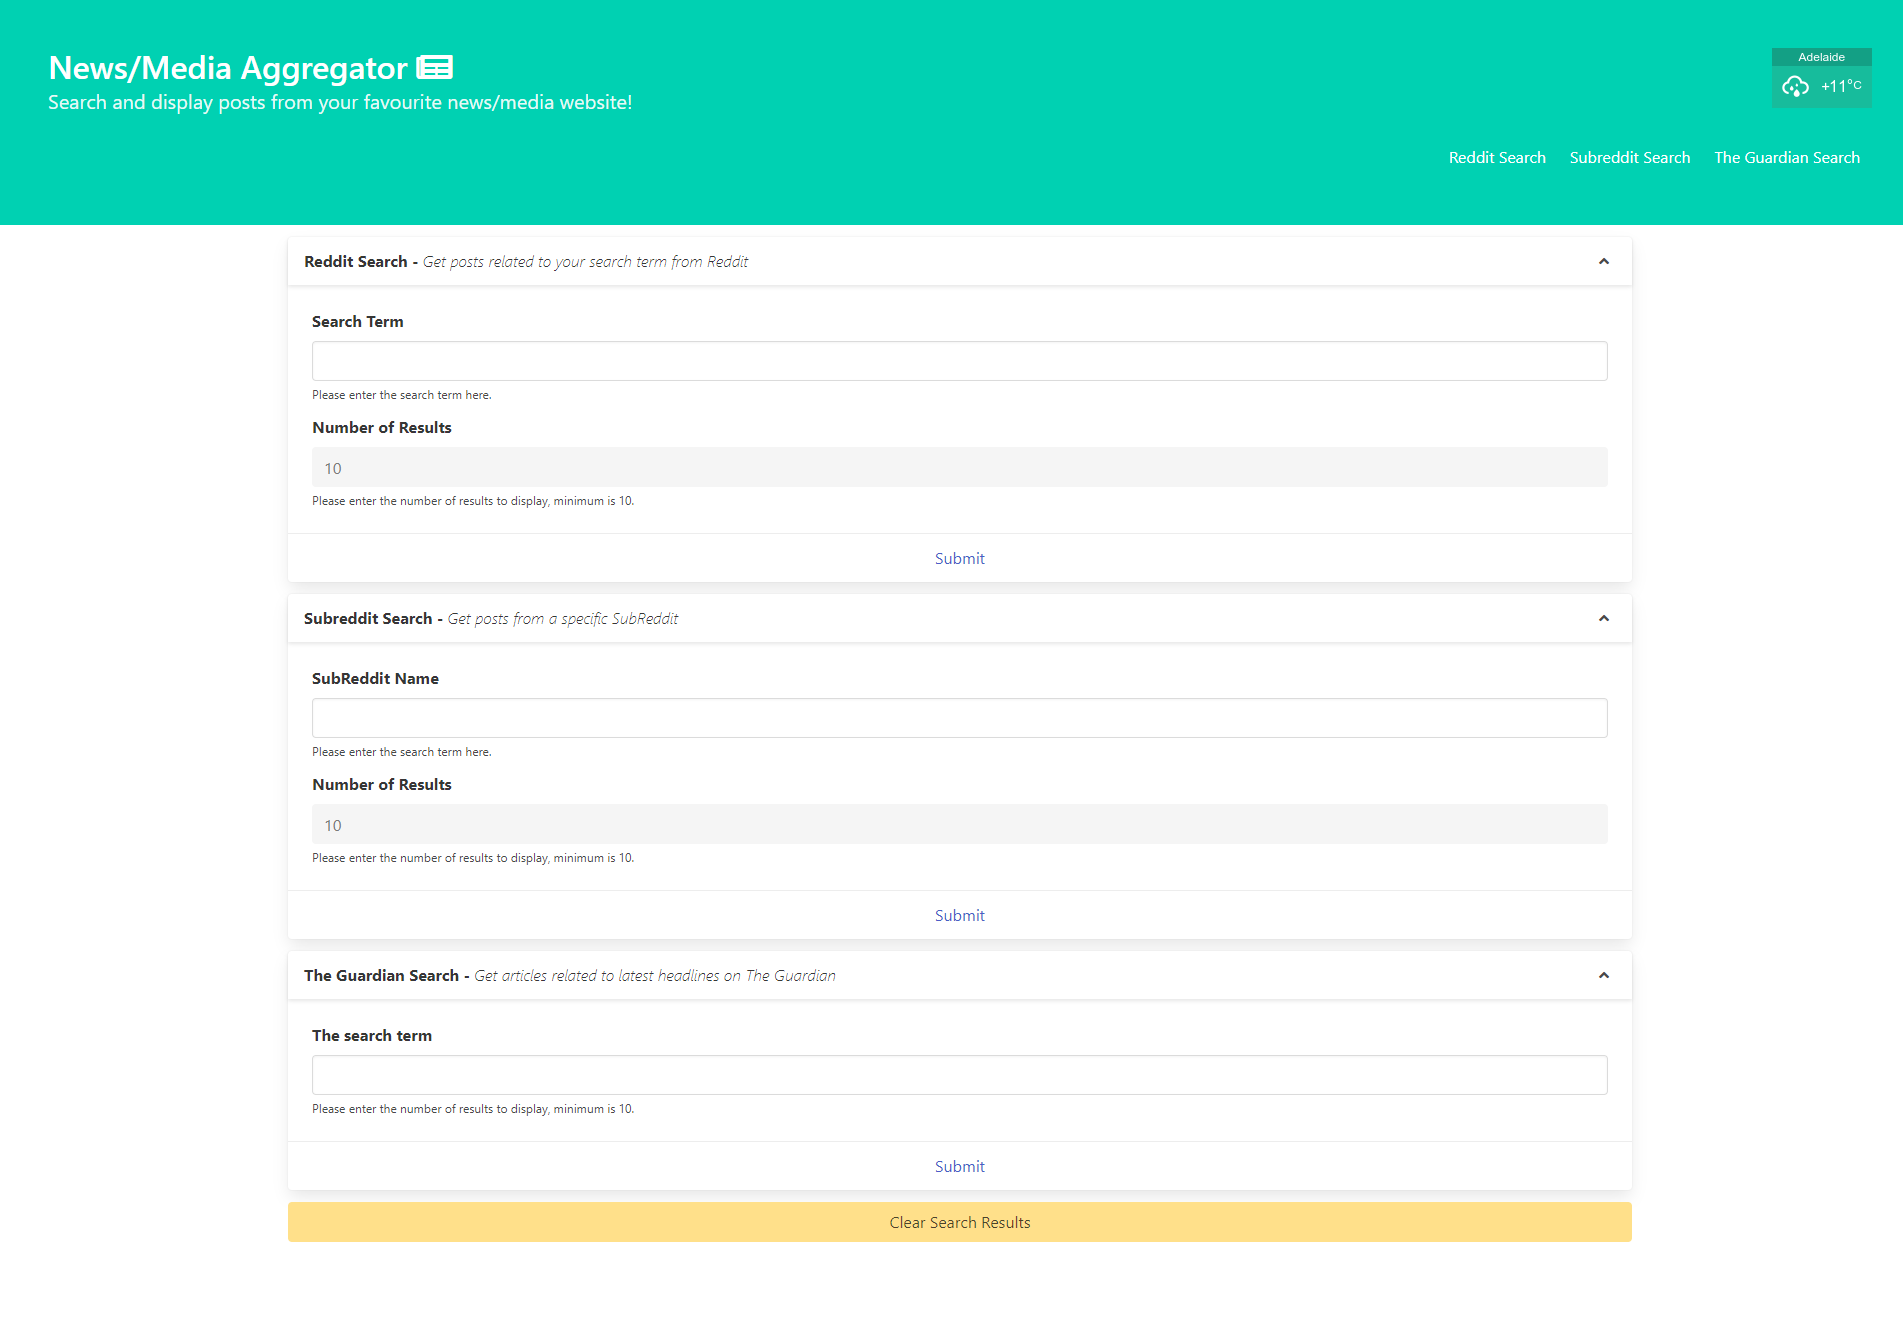 News/Media Aggregator
Search and display posts from your favourite news/media website!
Adelaide
+11°C
Reddit Search Subreddit Search The Guardian Search
Reddit Search - Get posts related to your search term from Reddit
Search Term
Please enter the search term here.
Number of Results
10
Please enter the number of results to display, minimum is 10.
Submit
Subreddit Search - Get posts from a specific SubReddit
SubReddit Name
Please enter the search term here.
Number of Results
10
Please enter the number of results to display, minimum is 10.
Submit
The Guardian Search - Get articles related to latest headlines on The Guardian
The search term
Please enter the number of results to display, minimum is 10.
Submit
Clear Search Results